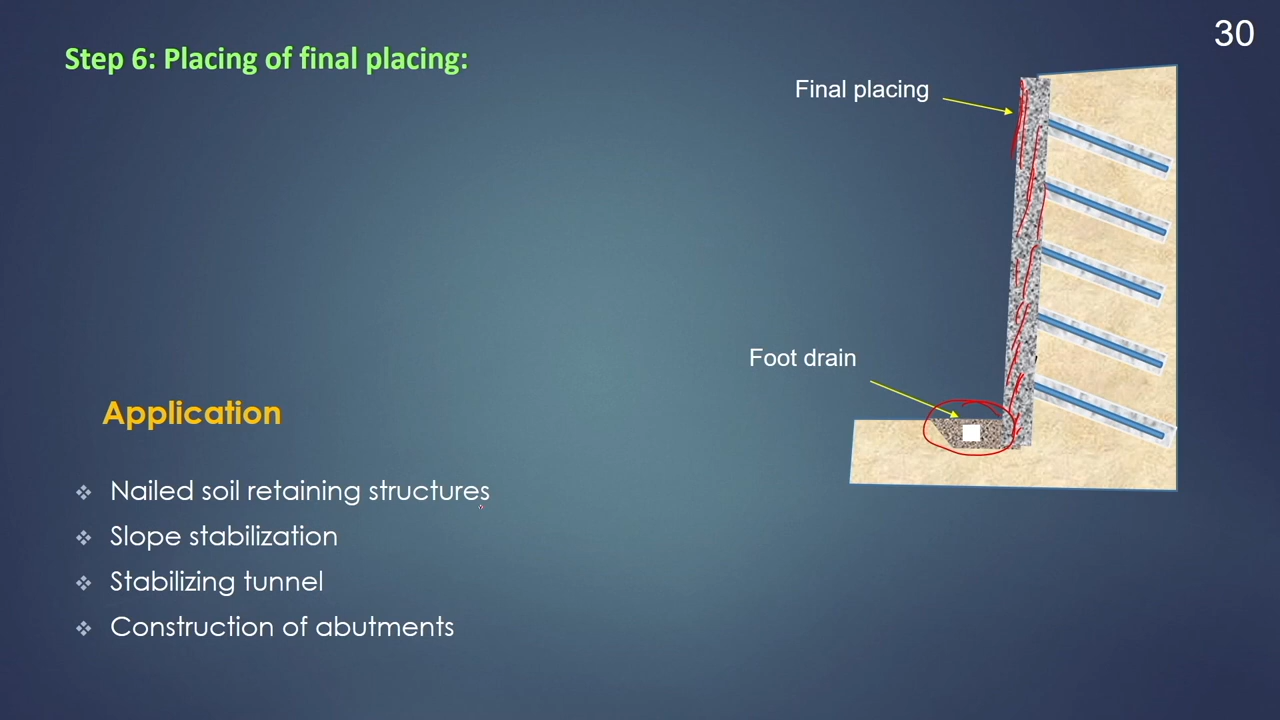 30
Step 6: Placing of final placing:
Final placing
Foot drain
Application
Nailed soil retaining structures
Slope stabilization
Stabilizing tunnel
Construction of abutments